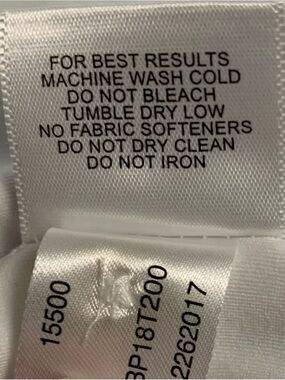 FOR BEST RESULTS
MACHINE WASH COLD
DO NOT BLEACH
TUMBLE DRY LOW
NO FABRIC SOFTENERS
DO NOT DRY CLEAN
DO NOT IRON
15500
BP18T200
2262017